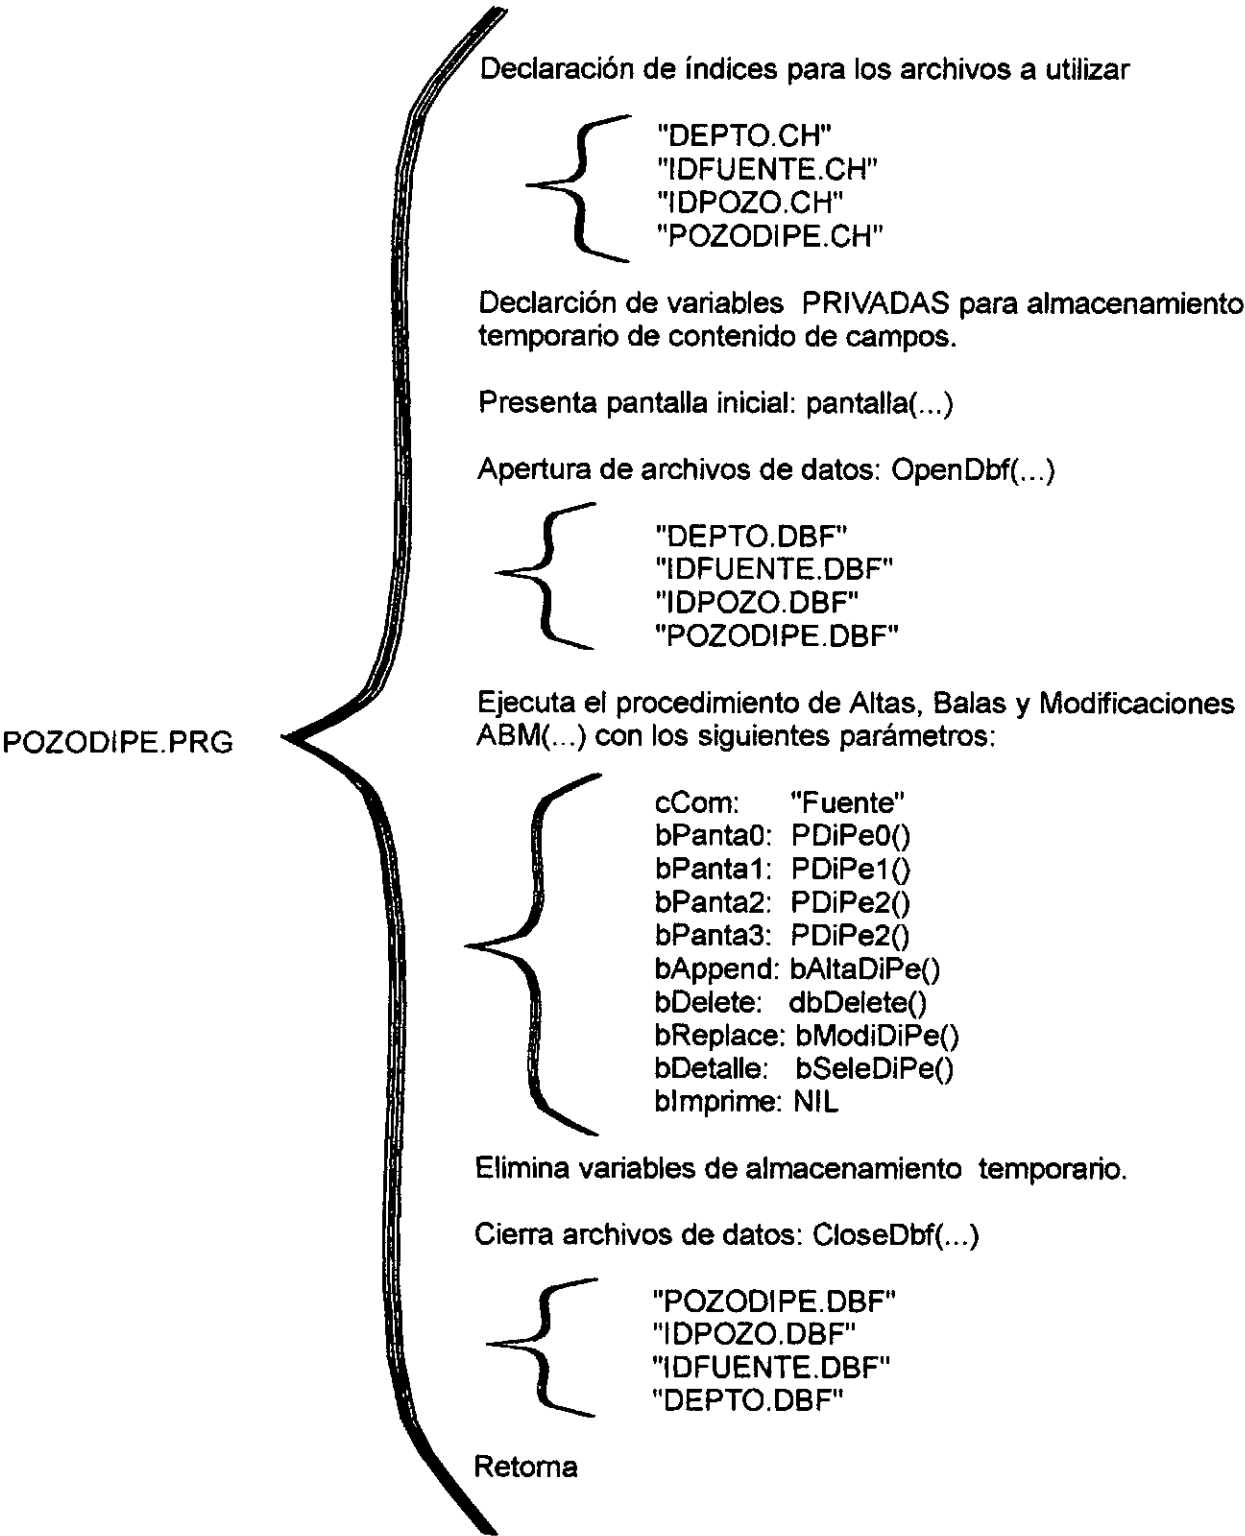 Declaración de índices para los archivos a utilizar
"DEPTO.CH"
"IDFUENTE.CH"
"IDPOZO.CH"
"POZODIPE.CH"
Declarción de variables PRIVADAS para almacenamiento
temporario de contenido de campos.
Presenta pantalla inicial: pantalla(...)
Apertura de archivos de datos: OpenDbf(...)
"DEPTO.DBF"
"IDFUENTE.DBF"
"IDPOZO.DBF"
"POZODIPE.DBF"
Ejecuta el procedimiento de Altas, Balas y Modificaciones
ABM(...) con los siguientes parámetros:
POZODIPE.PRG
cCom: "Fuente"
bPanta0: PDiPe0()
bPanta1: PDiPe1()
bPanta2: PDiPe2()
bPanta3: PDiPe2()
bAppend: bAltaDiPe()
bDelete: dbDelete()
bReplace: bModiDiPe()
bDetalle: bSeleDiPe()
bImprime: NIL
Elimina variables de almacenamiento temporario.
Cierra archivos de datos: CloseDbf(...)
"POZODIPE.DBF"
"IDPOZO.DBF"
"IDFUENTE.DBF"
"DEPTO.DBF"
Retorna